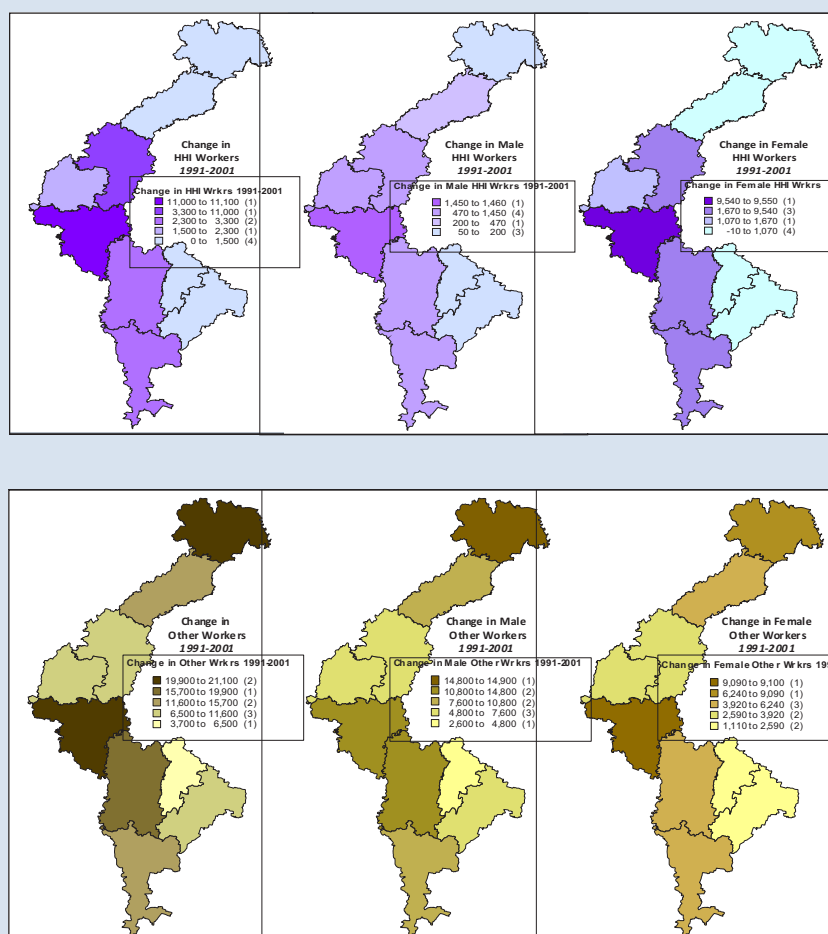 Change in
HHI Workers
1991-2001
Change in HHI Wrkrs 1991-2001
11,000 to 11,100 (1)
3,300 to 11,000 (1)
2,300 to 3,300 (2)
1,500 to 2,300 (1)
0 to 1,500 (4)
Change in Male
HHI Workers
1991-2001
Change in Male HHI Wrkrs 1991-2001
1,450 to 1,460 (1)
470 to 1,450 (4)
200 to 470 (1)
50 to 200 (3)
Change in Female
HHI Workers
1991-2001
Change in Female HHI Wrkrs
9,540 to 9,550 (1)
1,670 to 9,540 (3)
1,070 to 1,670 (1)
-10 to 1,070 (4)
Change in
Other Workers
1991-2001
Change in Other Wrkrs 1991-2001
19,900 to 21,100 (2)
15,700 to 19,900 (1)
11,600 to 15,700 (2)
6,500 to 11,600 (3)
3,700 to 6,500 (1)
Change in Male
Other Workers
1991-2001
Change in Male Other Wrkrs 1991-2001
14,800 to 14,900 (1)
10,800 to 14,800 (2)
7,600 to 10,800 (2)
4,800 to 7,600 (3)
2,600 to 4,800 (1)
Change in Female
Other Workers
1991-2001
Change in Female Other Wrkrs 199
9,090 to 9,100 (1)
6,240 to 9,090 (1)
3,920 to 6,240 (3)
2,590 to 3,920 (2)
1,110 to 2,590 (2)